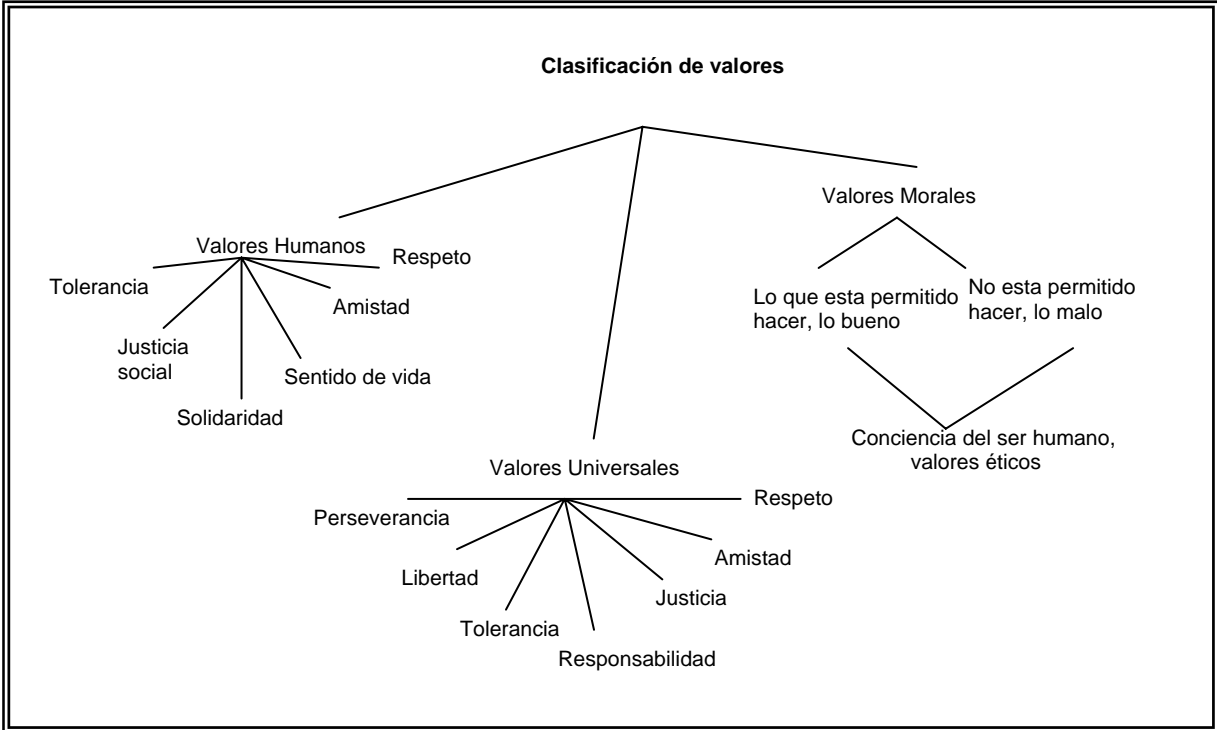 Clasificación de valores
Valores Humanos
Tolerancia
Justicia
social
Solidaridad
Sentido de vida
Amistad
Respeto
Valores Universales
Perseverancia
Libertad
Tolerancia
Responsabilidad
Justicia
Amistad
Respeto
Valores Morales
Lo que esta permitido
hacer, lo bueno
No esta permitido
hacer, lo malo
Conciencia del ser humano,
valores éticos